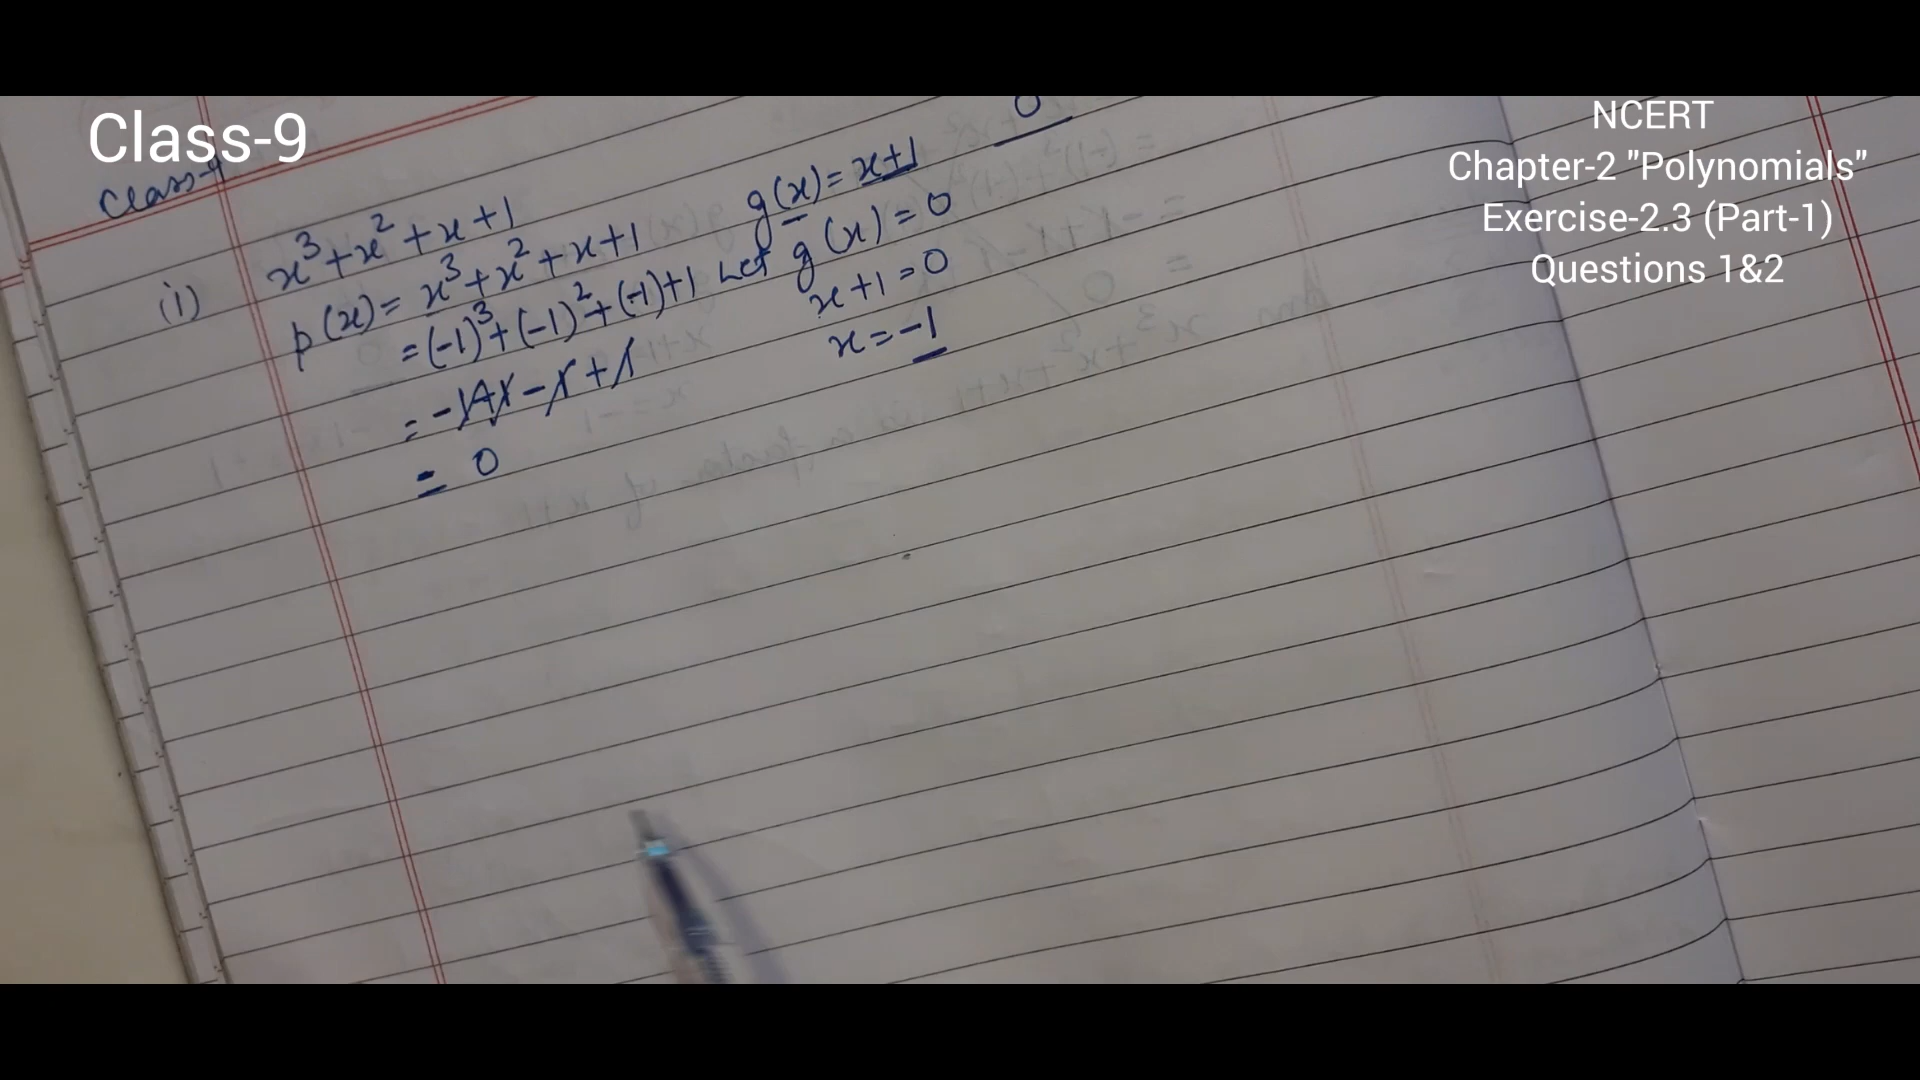 Class-9
NCERT
Chapter-2 "Polynomials"
Exercise-2.3 (Part-1)
Questions 1&2
Class-9
0
(i) x³+x²+x+1
g(x)=x+1
p(x)=x³+x²+x+1
Let g(x)=0
=(-1)³+(-1)²+(-1)+1
x+1=0
=-1+1-1+1
x=-1
= 0